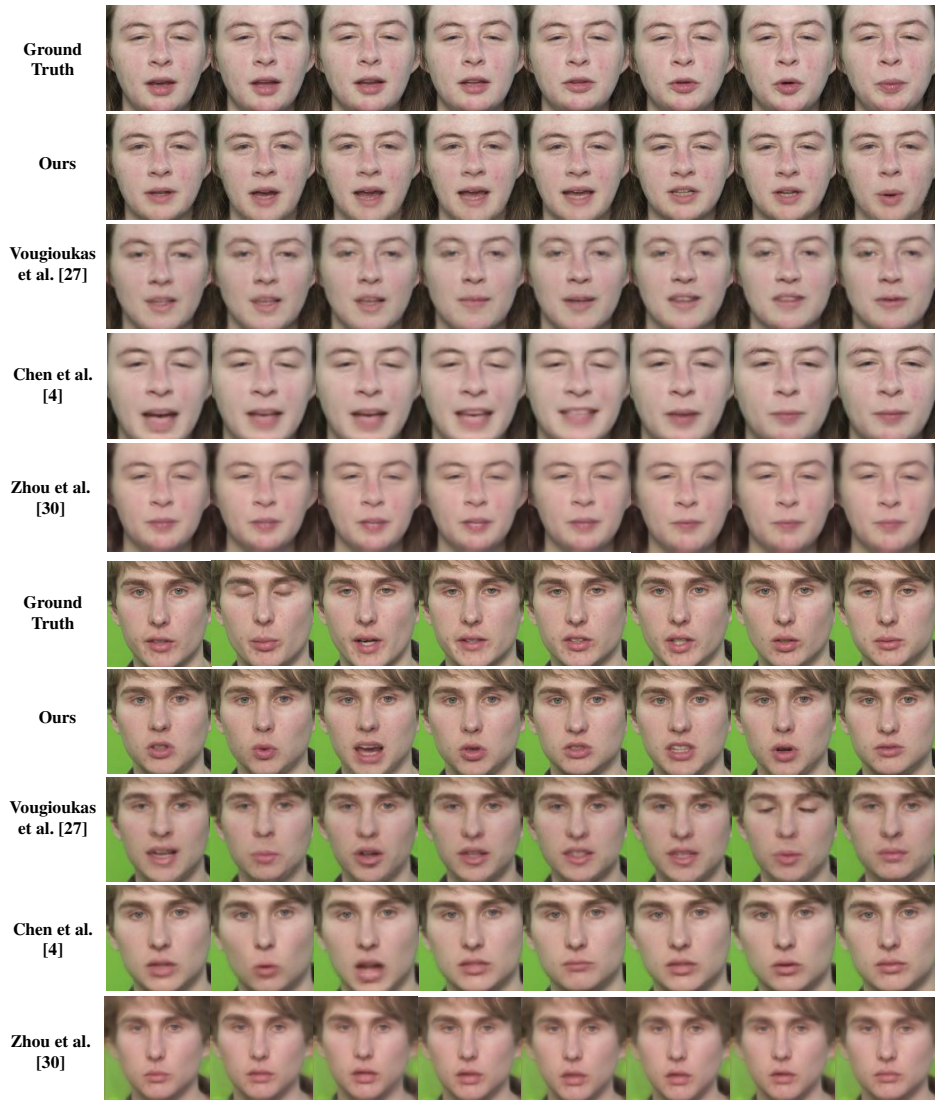 Ground
Truth
Ours
Vougioukas
et al. [27]
Chen et al.
[4]
Zhou et al.
[30]
Ground
Truth
Ours
Vougioukas
et al. [27]
Chen et al.
[4]
Zhou et al.
[30]